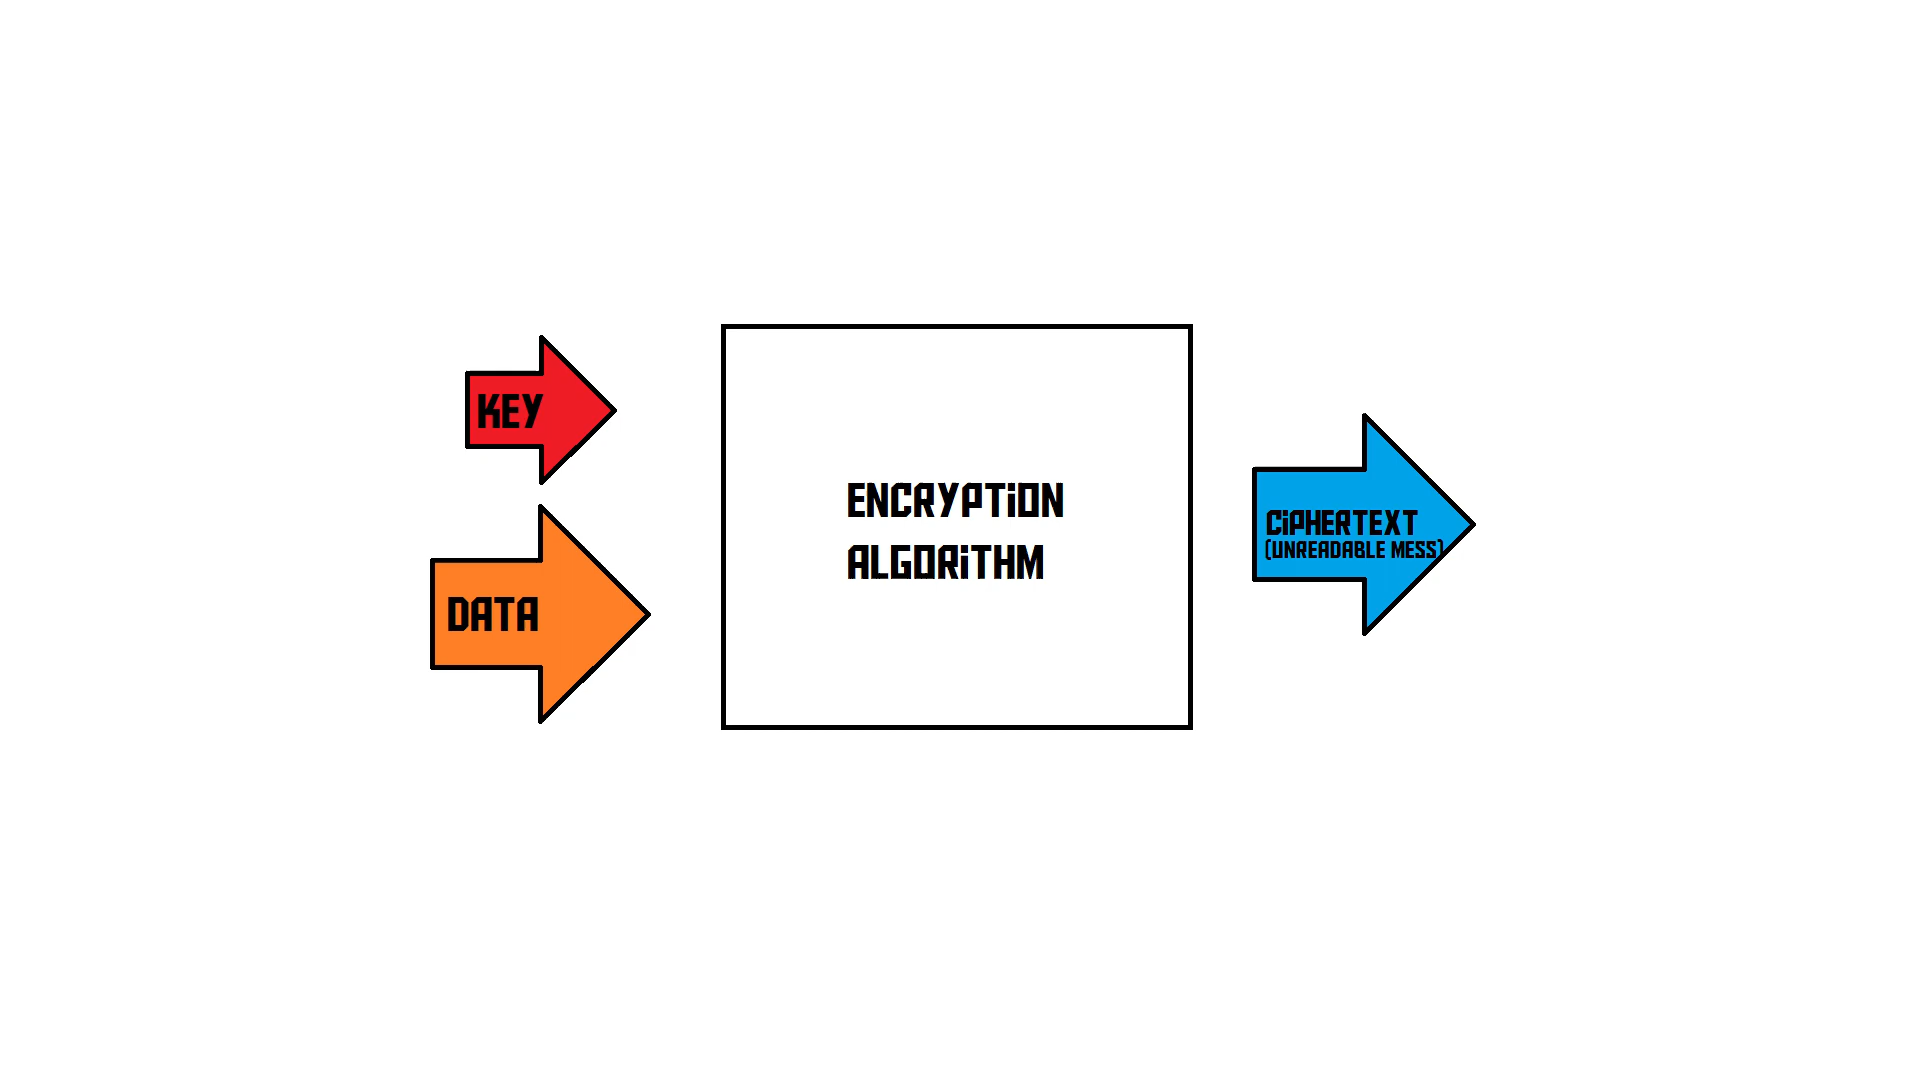 KEY
DATA
ENCRYPTiON
ALGORiTHM
CiPHERTEXT
(UNREADABLE MESS)